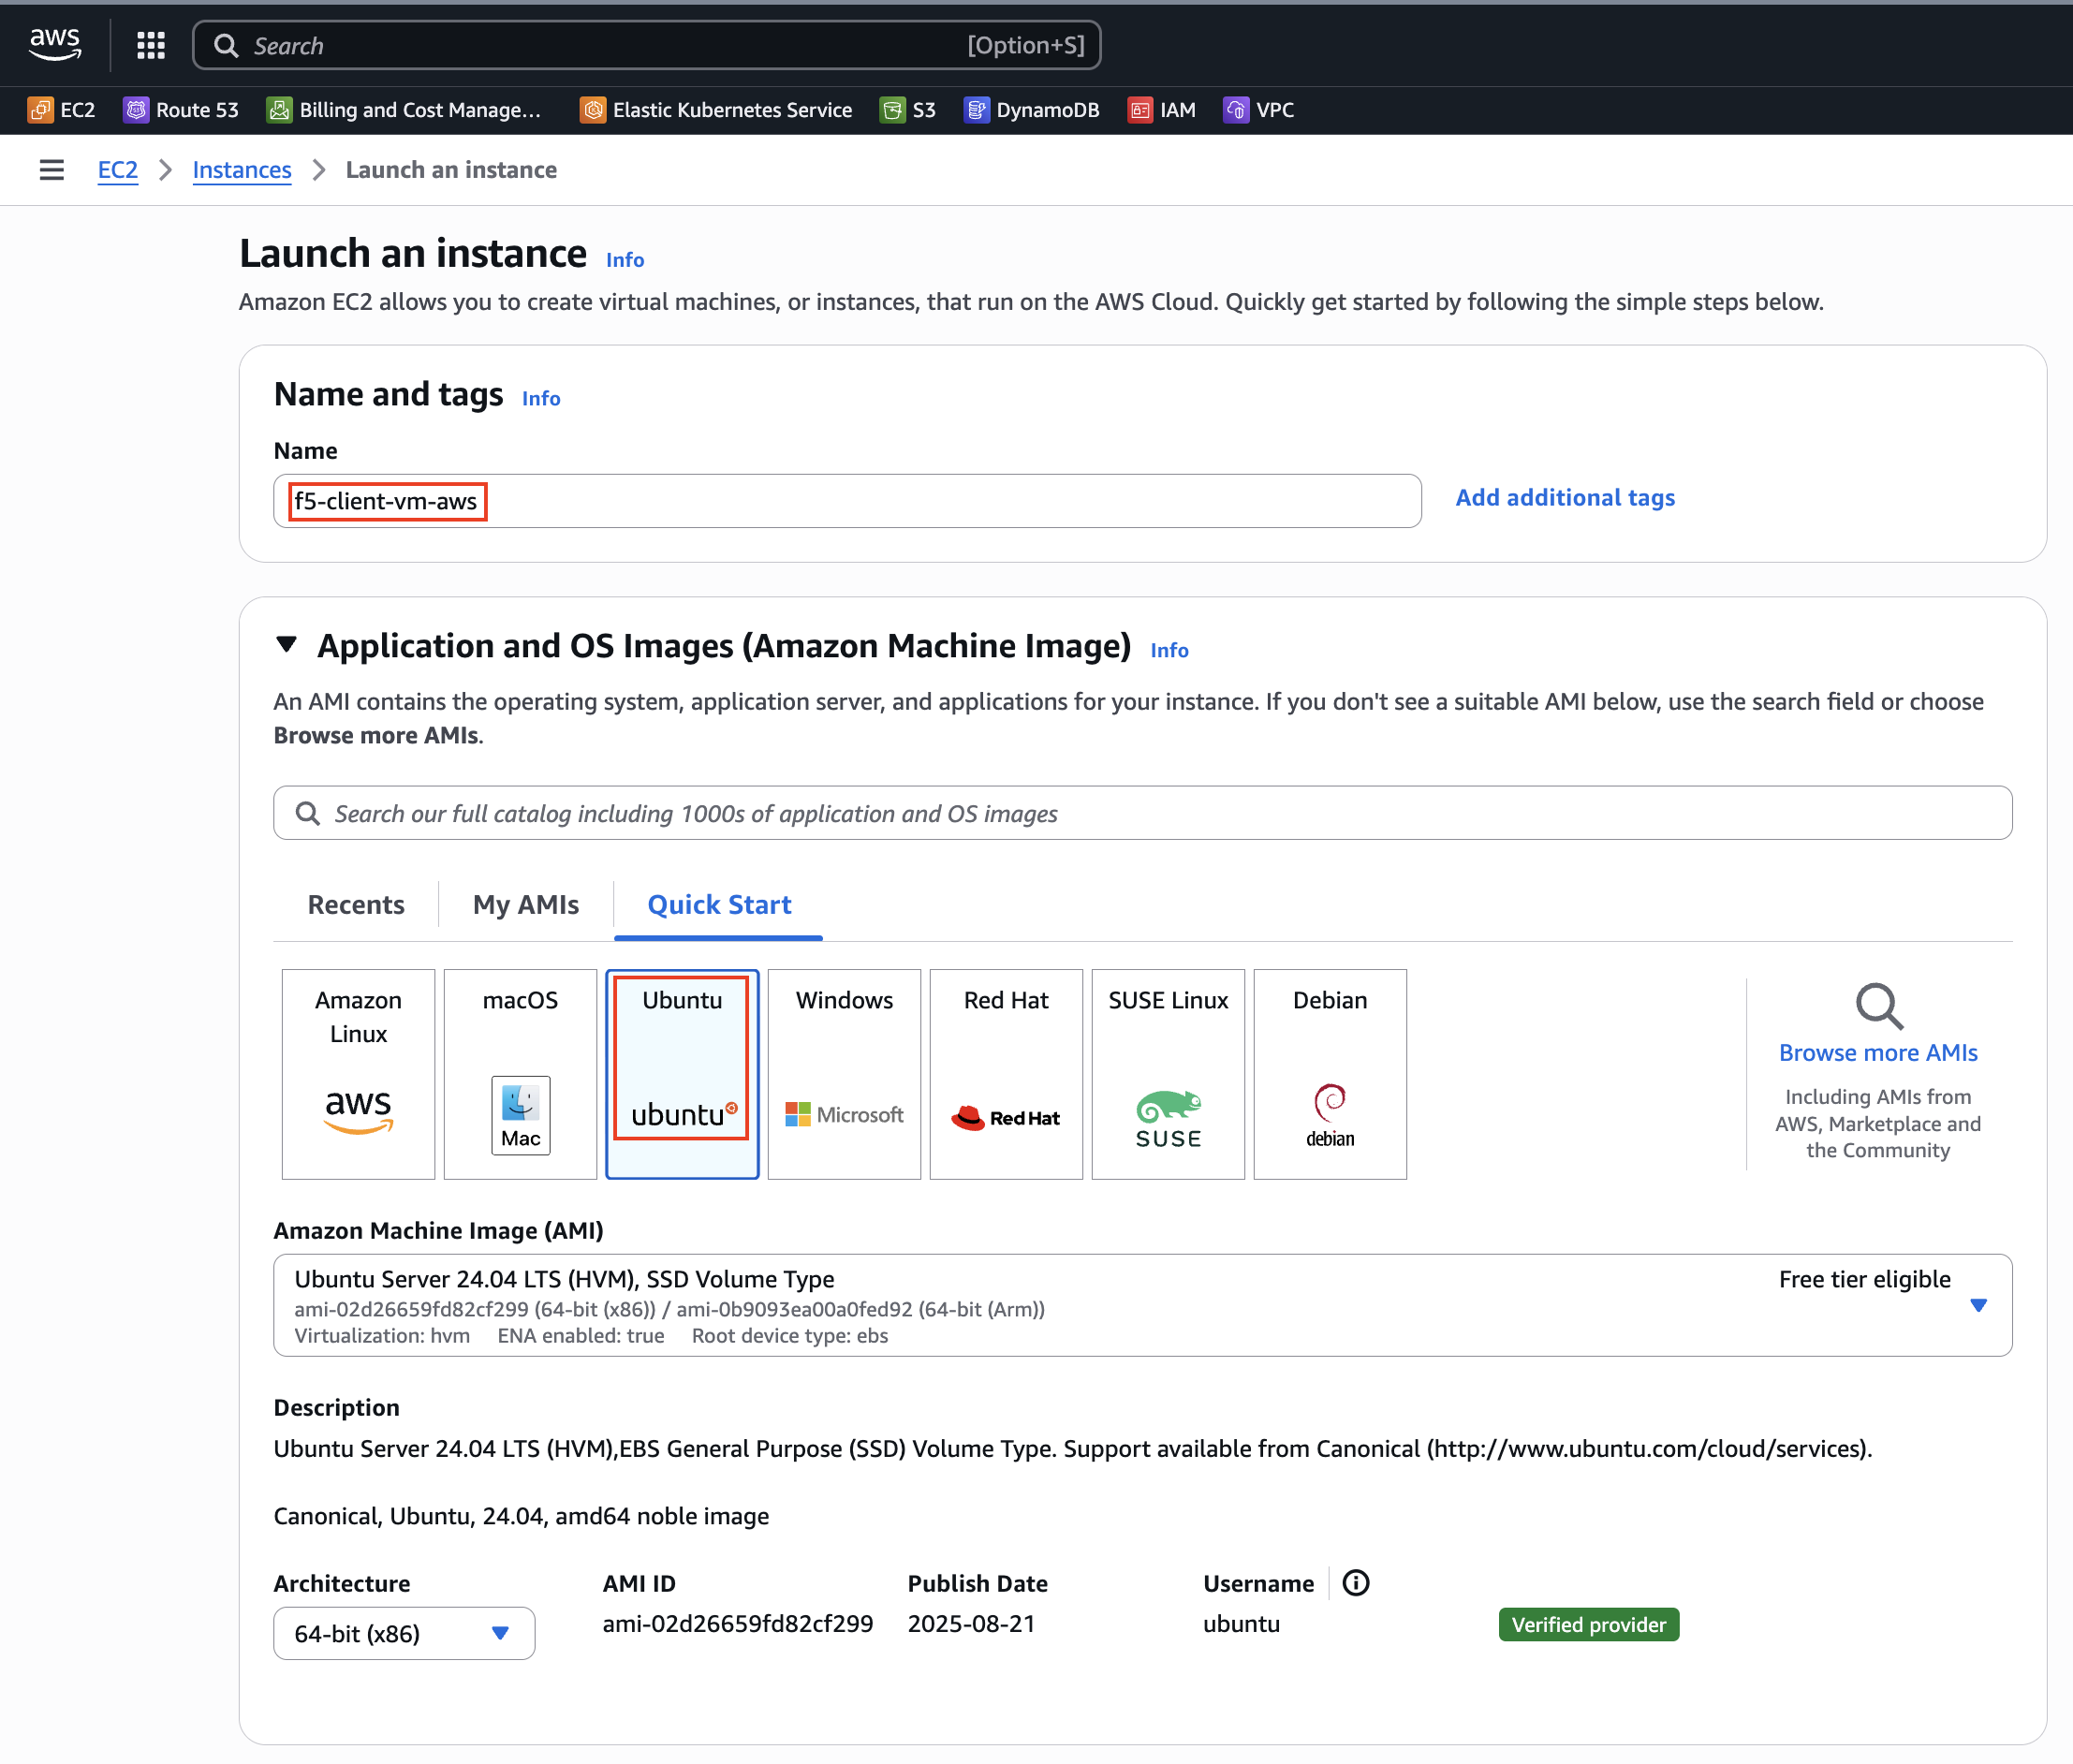 aws
Search [Option+S]
EC2 Route 53 Billing and Cost Manage... Elastic Kubernetes Service S3 DynamoDB IAM VPC
EC2 Instances Launch an instance
Launch an instance Info
Amazon EC2 allows you to create virtual machines, or instances, that run on the AWS Cloud. Quickly get started by following the simple steps below.
Name and tags Info
Name
f5-client-vm-aws
Add additional tags
Application and OS Images (Amazon Machine Image) Info
An AMI contains the operating system, application server, and applications for your instance. If you don't see a suitable AMI below, use the search field or choose
Browse more AMIs.
Search our full catalog including 1000s of application and OS images
Recents My AMIs Quick Start
Amazon
Linux
aws
macOS
Mac
Ubuntu
ubuntu
Windows
Microsoft
Red Hat
Red Hat
SUSE Linux
SUSE
Debian
debian
Browse more AMIs
Including AMIs from
AWS, Marketplace and
the Community
Amazon Machine Image (AMI)
Ubuntu Server 24.04 LTS (HVM), SSD Volume Type Free tier eligible
ami-02d26659fd82cf299 (64-bit (x86)) / ami-0b9093ea00a0fed92 (64-bit (Arm))
Virtualization: hvm ENA enabled: true Root device type: ebs
Description
Ubuntu Server 24.04 LTS (HVM),EBS General Purpose (SSD) Volume Type. Support available from Canonical (http://www.ubuntu.com/cloud/services).
Canonical, Ubuntu, 24.04, amd64 noble image
Architecture AMI ID Publish Date Username
64-bit (x86) ami-02d26659fd82cf299 2025-08-21 ubuntu Verified provider